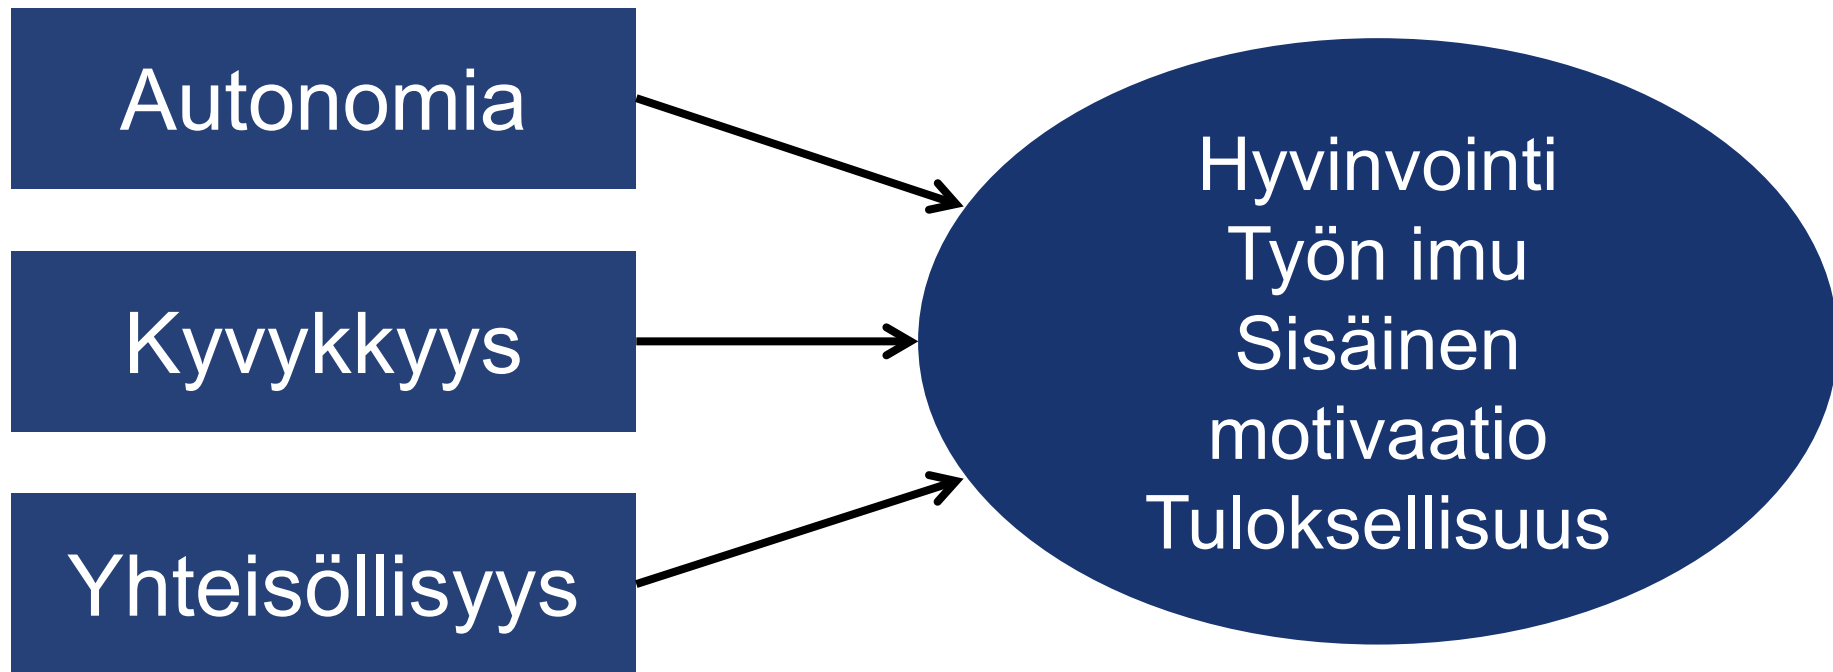 Autonomia
Kyvykkyys
Yhteisöllisyys
Hyvinvointi
Työn imu
Sisäinen
motivaatio
Tuloksellisuus